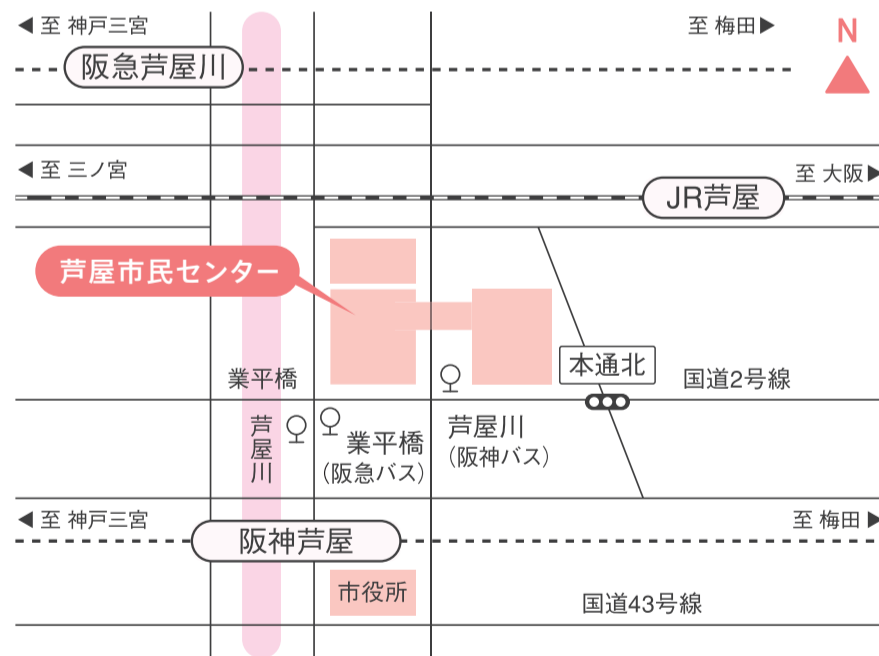 ◀ 至 神戸三宮
至 梅田▶
N
阪急芦屋川
◀ 至 三ノ宮
至 大阪▶
JR芦屋
芦屋市民センター
本通北
業平橋
国道2号線
芦屋川
業平橋
(阪急バス)
芦屋川
(阪神バス)
◀ 至 神戸三宮
至 梅田▶
阪神芦屋
市役所
国道43号線